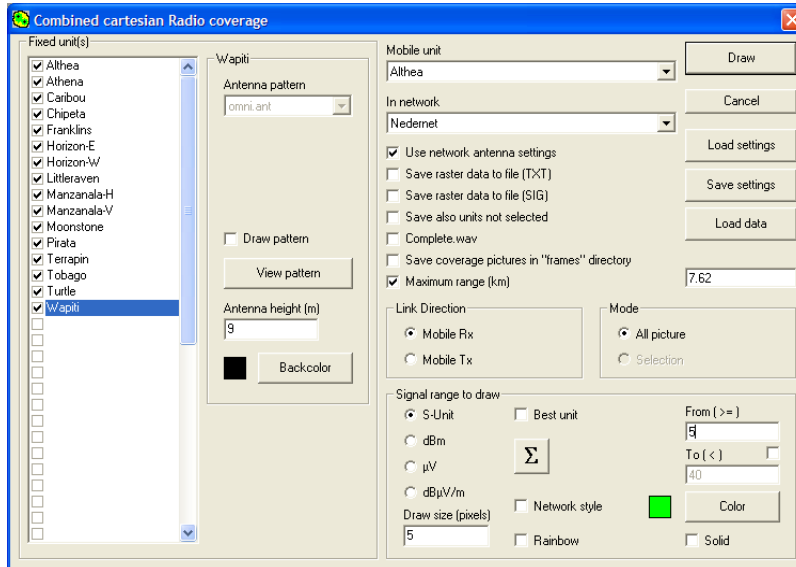 Combined cartesian Radio coverage
Fixed unit(s)
Althea
Athena
Caribou
Chipeta
Franklins
Horizon-E
Horizon-W
Littleraven
Manzanala-H
Manzanala-V
Moonstone
Pirata
Terrapin
Tobago
Turtle
Wapiti
Wapiti
Antenna pattern
omni.ant
Draw pattern
View pattern
Antenna height (m)
9
Backcolor
Mobile unit
Althea
In network
Nedernet
Use network antenna settings
Save raster data to file (TXT)
Save raster data to file (SIG)
Save also units not selected
Complete.wav
Save coverage pictures in "frames" directory
Maximum range (km)
7.62
Draw
Cancel
Load settings
Save settings
Load data
Link Direction
Mobile Rx
Mobile Tx
Mode
All picture
Selection
Signal range to draw
S-Unit
dBm
µV
dBµV/m
Draw size (pixels)
5
Best unit
Σ
Network style
Rainbow
From ( >= )
5
To ( < )
40
Color
Solid